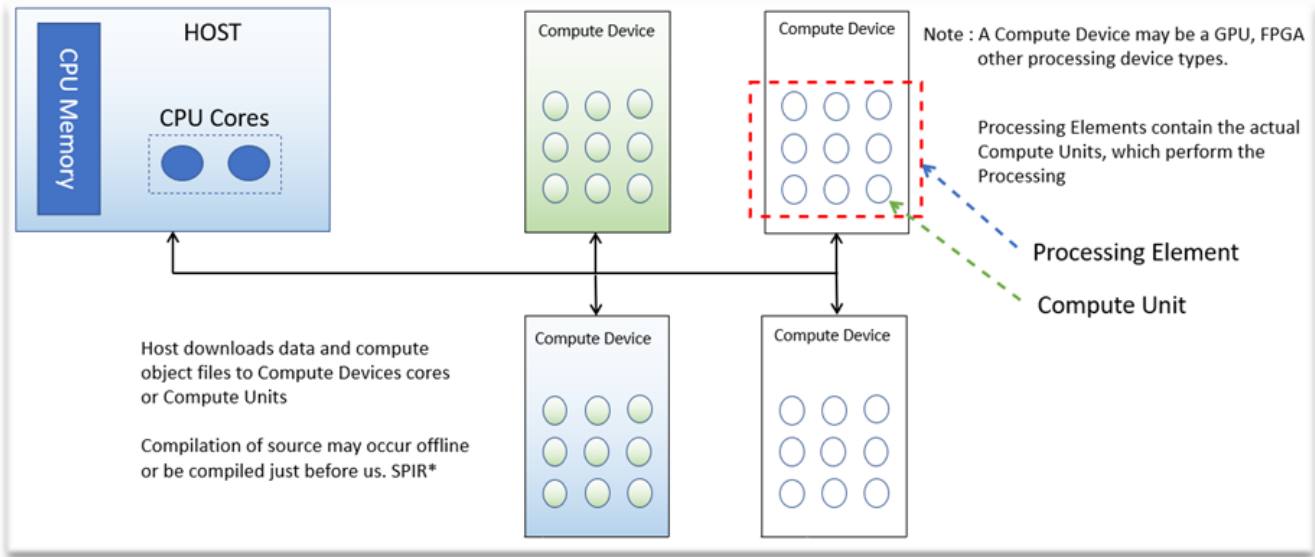 HOST
CPU Memory
CPU Cores
Compute Device
Compute Device
Note : A Compute Device may be a GPU, FPGA
other processing device types.
Processing Elements contain the actual
Compute Units, which perform the
Processing
Processing Element
Compute Unit
Host downloads data and compute
object files to Compute Devices cores
or Compute Units
Compilation of source may occur offline
or be compiled just before us. SPIR*
Compute Device
Compute Device